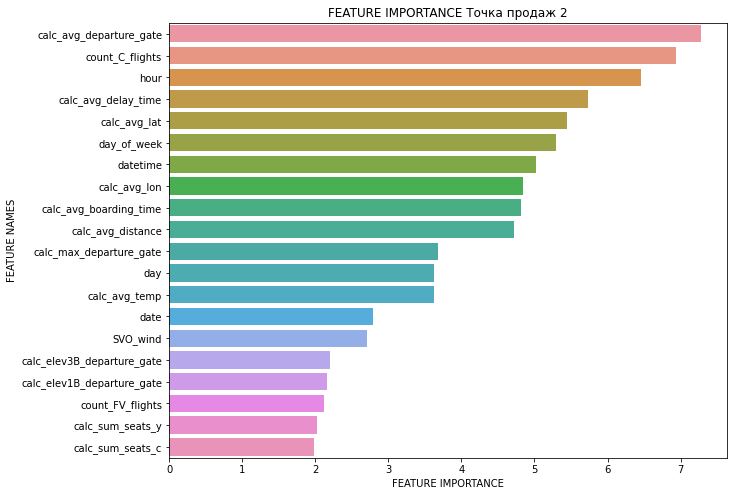 FEATURE IMPORTANCE Точка продаж 2
FEATURE NAMES
calc_avg_departure_gate
count_C_flights
hour
calc_avg_delay_time
calc_avg_lat
day_of_week
datetime
calc_avg_lon
calc_avg_boarding_time
calc_avg_distance
calc_max_departure_gate
day
calc_avg_temp
date
SVO_wind
calc_elev3B_departure_gate
calc_elev1B_departure_gate
count_FV_flights
calc_sum_seats_y
calc_sum_seats_c
0 1 2 3 4 5 6 7
FEATURE IMPORTANCE